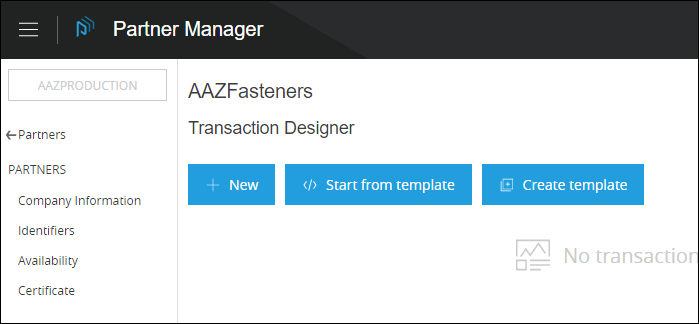 Partner Manager
AAZPRODUCTION
Partners
PARTNERS
Company Information
Identifiers
Availability
Certificate
AAZFasteners
Transaction Designer
New
Start from template
Create template
No transaction